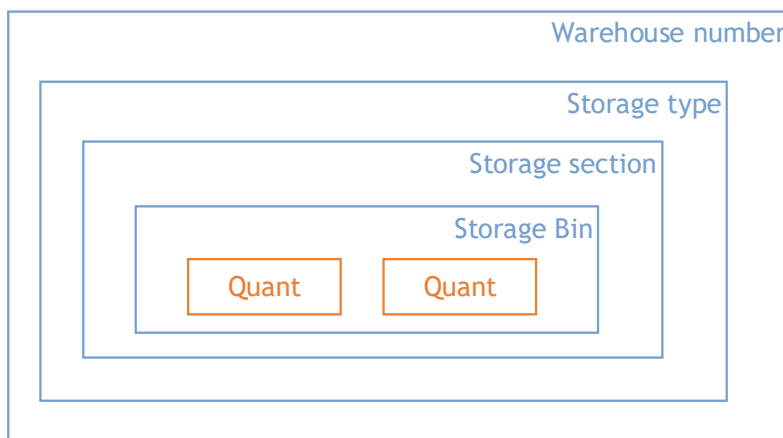 Warehouse number
Storage type
Storage section
Storage Bin
Quant
Quant